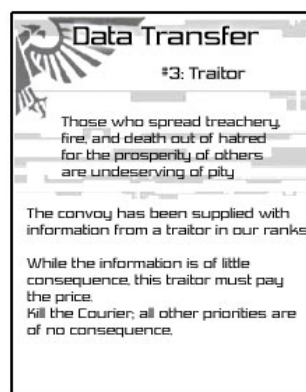 Data Transfer
#3: Traitor
Those who spread treachery,
fire, and death out of hatred
for the prosperity of others
are undeserving of pity
The convoy has been supplied with
information from a traitor in our ranks
While the information is of little
consequence, this traitor must pay
the price.
Kill the Courier; all other priorities are
of no consequence.